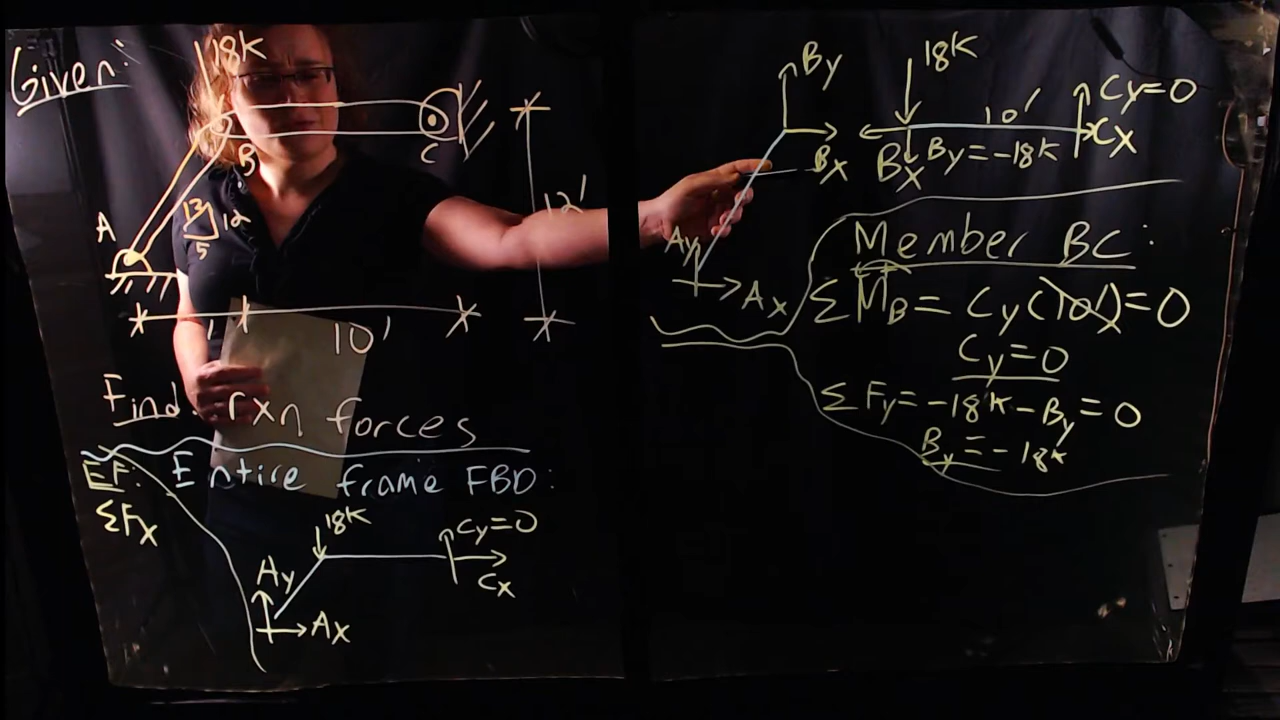 Given:
18K
A
B
C
13
12
5
12'
'
10'
Find: rxn forces
EF: Entire frame FBD:
ΣFx
18K
Cy=0
Cx
Ay
Ax
By
Bx
Ay
Ax
18K
10'
Cy=0
Cx
Bx
By=-18K
Member BC:
ΣMB = Cy(10')=0
Cy=0
ΣFy=-18K-By=0
By=-18K